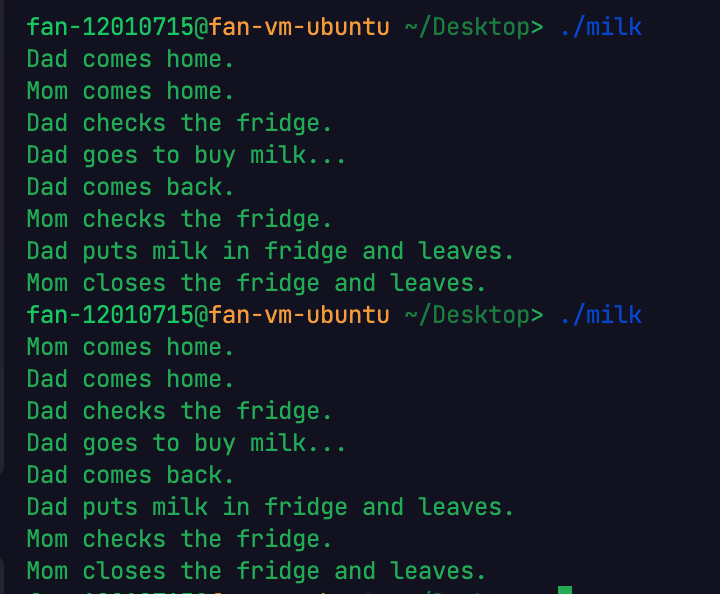 fan-12010715@fan-vm-ubuntu ~/Desktop> ./milk
Dad comes home.
Mom comes home.
Dad checks the fridge.
Dad goes to buy milk...
Dad comes back.
Mom checks the fridge.
Dad puts milk in fridge and leaves.
Mom closes the fridge and leaves.
fan-12010715@fan-vm-ubuntu ~/Desktop> ./milk
Mom comes home.
Dad comes home.
Dad checks the fridge.
Dad goes to buy milk...
Dad comes back.
Dad puts milk in fridge and leaves.
Mom checks the fridge.
Mom closes the fridge and leaves.